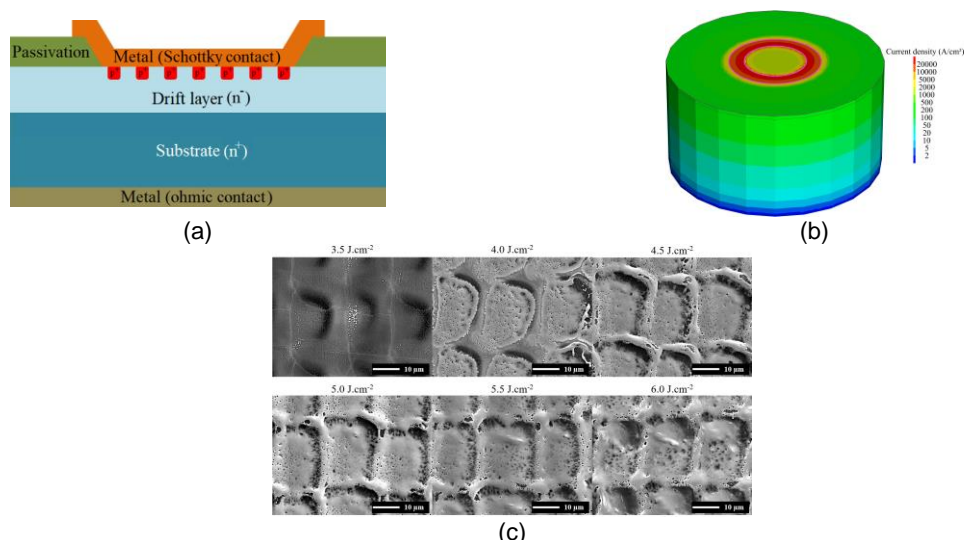 Passivation
Metal (Schottky contact)
p⁺ p⁺ p⁺ p⁺ p⁺ p⁺ p⁺
Drift layer (n⁻)
Substrate (n⁺)
Metal (ohmic contact)
(a)
Current density (A/cm²)
20000
10000
5000
2000
1000
500
200
100
50
20
10
5
2
(b)
3.5 J.cm⁻² 4.0 J.cm⁻² 4.5 J.cm⁻²
10 µm 10 µm 10 µm
5.0 J.cm⁻² 5.5 J.cm⁻² 6.0 J.cm⁻²
10 µm 10 µm 10 µm
(c)